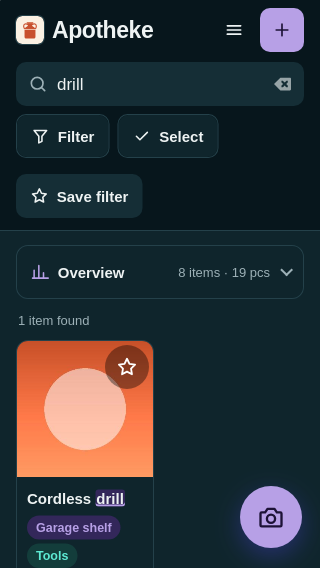 Apotheke
drill
Filter
Select
Save filter
Overview
8 items · 19 pcs
1 item found
Cordless drill
Garage shelf
Tools